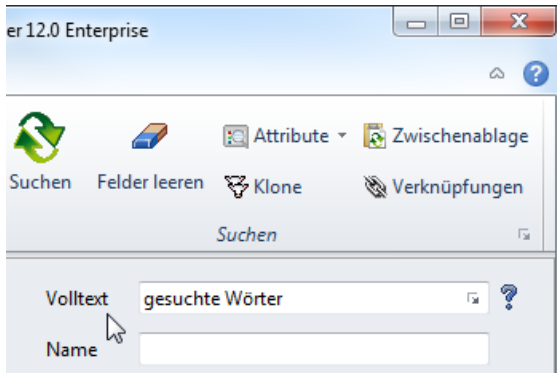 er 12.0 Enterprise
Suchen
Felder leeren
Attribute
Klone
Zwischenablage
Verknüpfungen
Suchen
Volltext gesuchte Wörter
Name